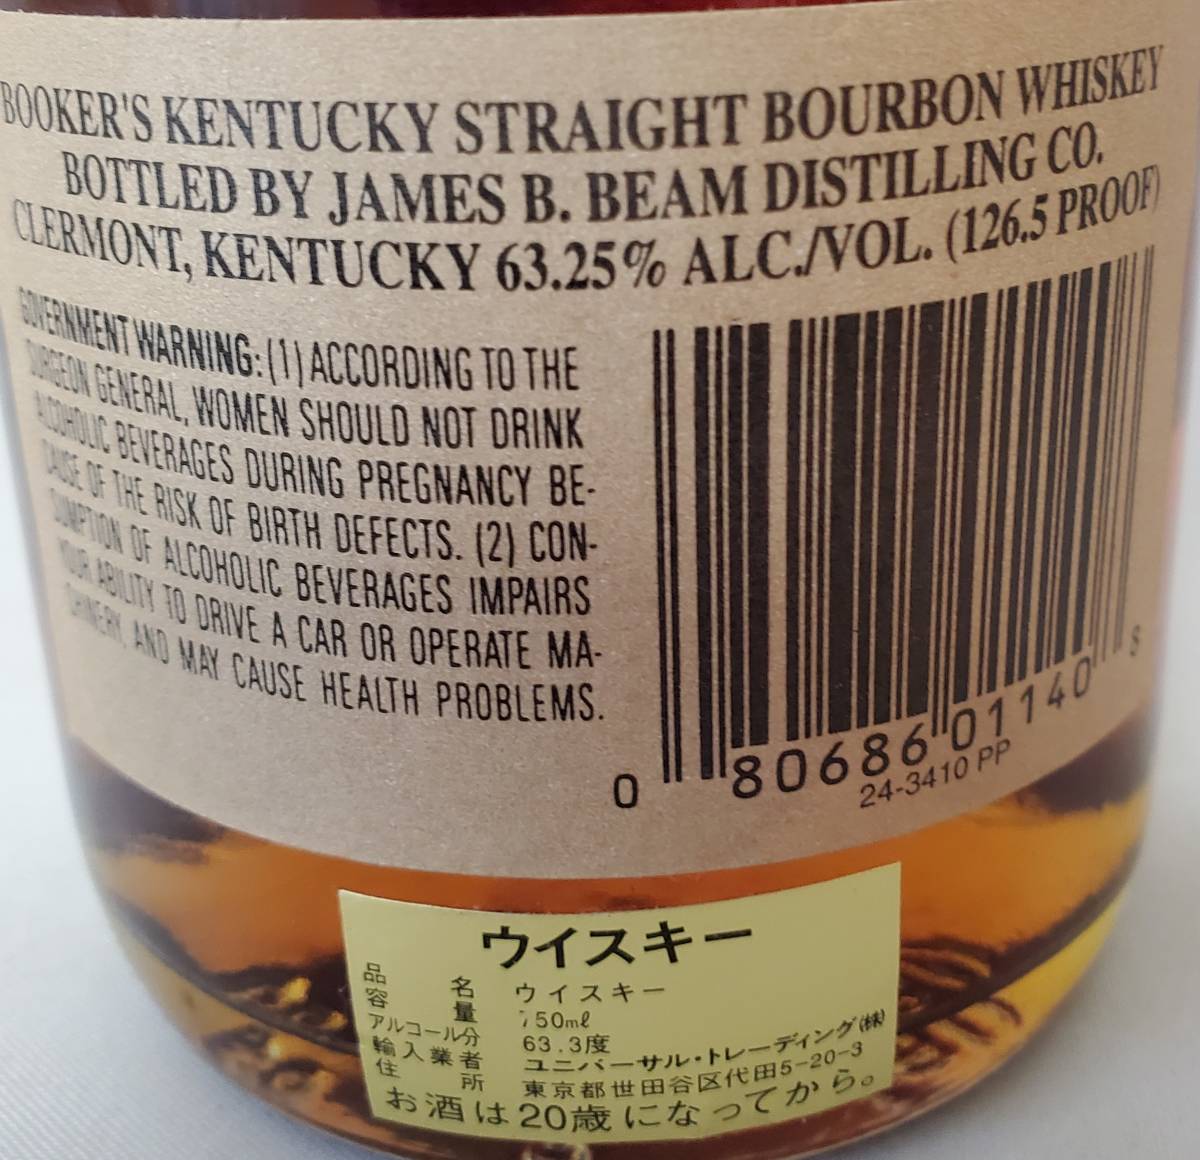 BOOKER'S KENTUCKY STRAIGHT BOURBON WHISKEY
BOTTLED BY JAMES B. BEAM DISTILLING CO.
CLERMONT, KENTUCKY 63.25% ALC./VOL. (126.5 PROOF)
GOVERNMENT WARNING: (1) ACCORDING TO THE
SURGEON GENERAL, WOMEN SHOULD NOT DRINK
ALCOHOLIC BEVERAGES DURING PREGNANCY BE-
CAUSE OF THE RISK OF BIRTH DEFECTS. (2) CON-
SUMPTION OF ALCOHOLIC BEVERAGES IMPAIRS
YOUR ABILITY TO DRIVE A CAR OR OPERATE MA-
CHINERY, AND MAY CAUSE HEALTH PROBLEMS.
0 80686 01140 8
24-3410 PP
ウイスキー
品名 ウイスキー
容量 750mℓ
アルコール分 63.3度
輸入業者 ユニバーサル・トレーディング(株)
住所 東京都世田谷区代田5-20-3
お酒は20歳になってから。